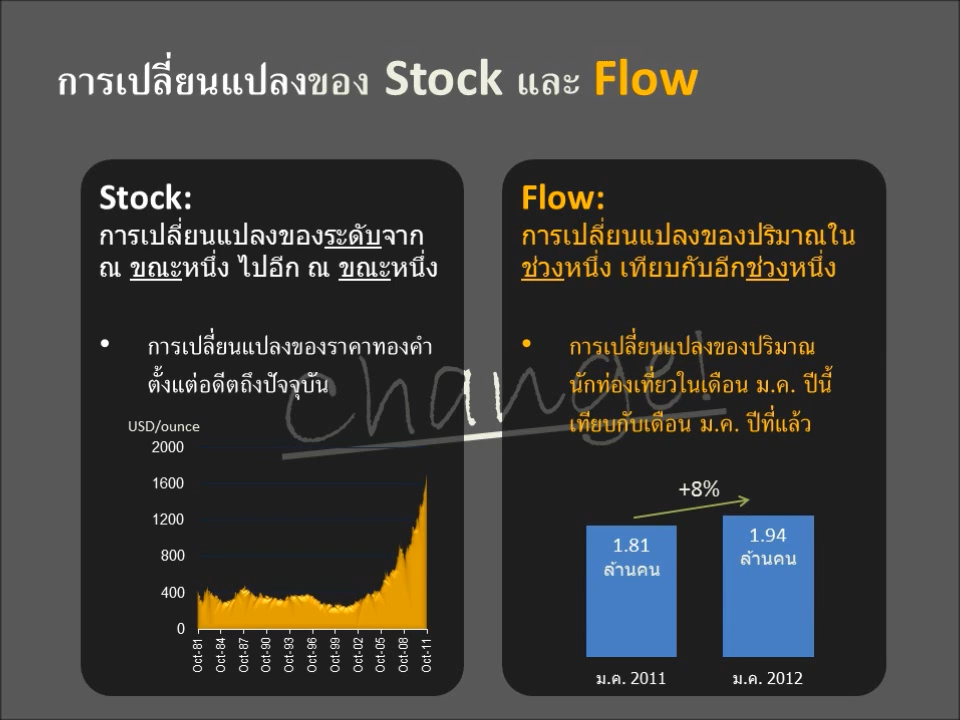 การเปลี่ยนแปลงของ Stock และ Flow
Stock:
การเปลี่ยนแปลงของระดับจาก
ณ ขณะหนึ่ง ไปอีก ณ ขณะหนึ่ง
• การเปลี่ยนแปลงของราคาทองคำ
ตั้งแต่อดีตถึงปัจจุบัน
USD/ounce
2000
1600
1200
800
400
0
Oct-81 Oct-84 Oct-87 Oct-90 Oct-93 Oct-96 Oct-99 Oct-02 Oct-05 Oct-08 Oct-11
Flow:
การเปลี่ยนแปลงของปริมาณใน
ช่วงหนึ่ง เทียบกับอีกช่วงหนึ่ง
• การเปลี่ยนแปลงของปริมาณ
นักท่องเที่ยวในเดือน ม.ค. ปีนี้
เทียบกับเดือน ม.ค. ปีที่แล้ว
change!
+8%
1.81
ล้านคน
1.94
ล้านคน
ม.ค. 2011 ม.ค. 2012